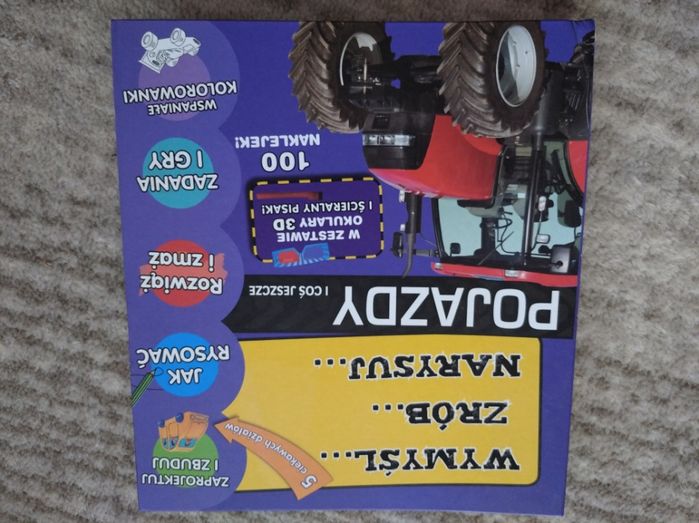 WYMYŚL...
ZRÓB...
NARYSUJ...
5 ciekawych działów
POJAZDY
I COŚ JESZCZE
W ZESTAWIE
OKULARY 3D
I ŚCIERALNY PISAK!
100
NAKLEJEK!
ZAPROJEKTUJ
I ZBUDUJ
JAK
RYSOWAĆ
Rozwiąż
i zmaż
ZADANIA
I GRY
WSPANIAŁE
KOLOROWANKI